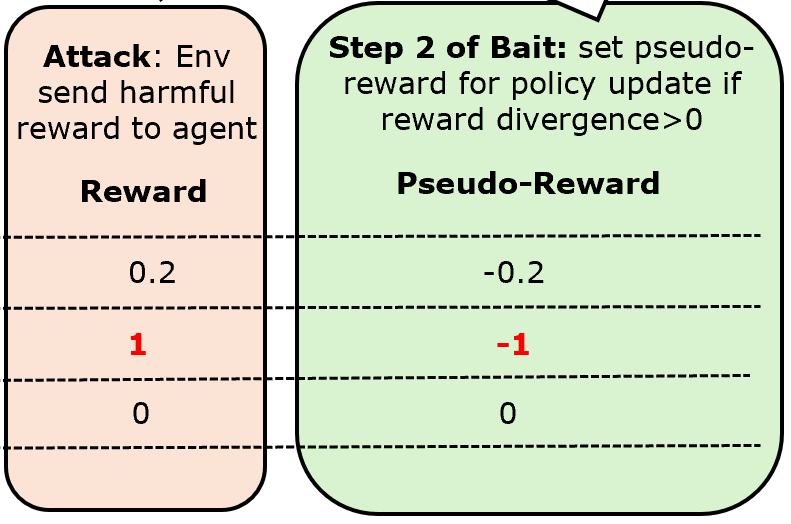 Attack: Env
send harmful
reward to agent
Reward
0.2
1
0
Step 2 of Bait: set pseudo-
reward for policy update if
reward divergence>0
Pseudo-Reward
-0.2
-1
0